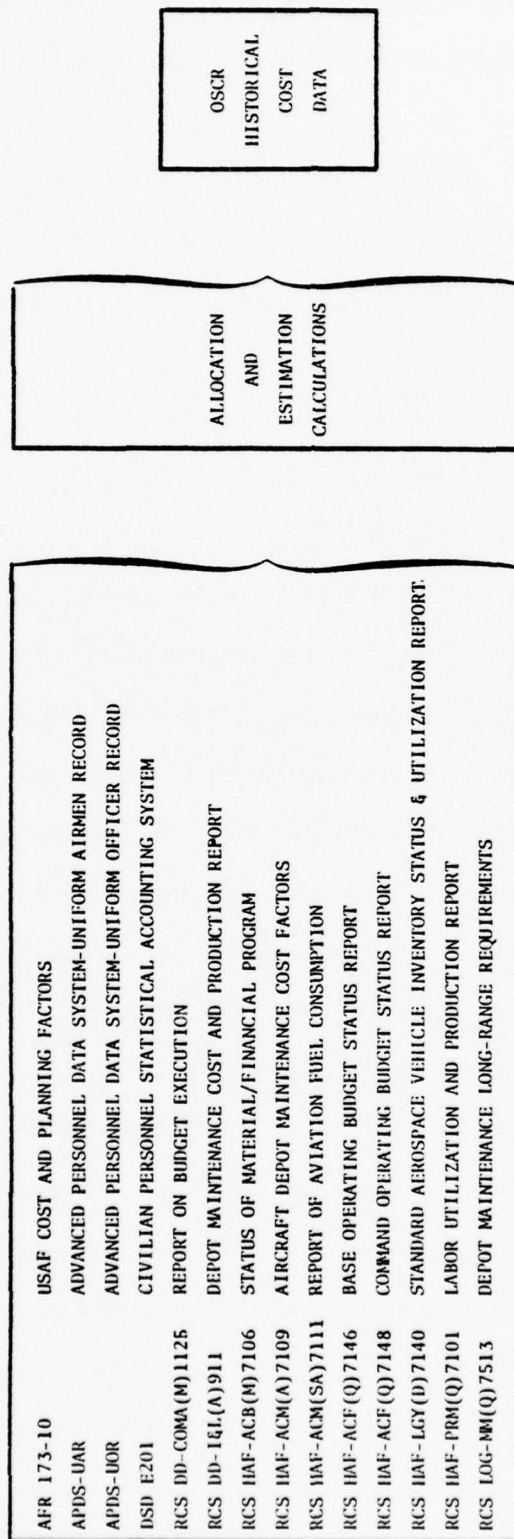 AFR 173-10 USAF COST AND PLANNING FACTORS
APDS-UAR ADVANCED PERSONNEL DATA SYSTEM-UNIFORM AIRMEN RECORD
APDS-UOR ADVANCED PERSONNEL DATA SYSTEM-UNIFORM OFFICER RECORD
DSD E201 CIVILIAN PERSONNEL STATISTICAL ACCOUNTING SYSTEM
RCS DD-COMA(M)1125 REPORT ON BUDGET EXECUTION
RCS DD-I&L(A)911 DEPOT MAINTENANCE COST AND PRODUCTION REPORT
RCS HAF-ACB(M)7106 STATUS OF MATERIAL/FINANCIAL PROGRAM
RCS HAF-ACM(A)7109 AIRCRAFT DEPOT MAINTENANCE COST FACTORS
RCS HAF-ACM(SA)7111 REPORT OF AVIATION FUEL CONSUMPTION
RCS HAF-ACF(Q)7146 BASE OPERATING BUDGET STATUS REPORT
RCS HAF-ACF(Q)7148 COMMAND OPERATING BUDGET STATUS REPORT
RCS HAF-LGY(D)7140 STANDARD AEROSPACE VEHICLE INVENTORY STATUS & UTILIZATION REPORT
RCS HAF-PRM(Q)7101 LABOR UTILIZATION AND PRODUCTION REPORT
RCS LOG-MM(Q)7513 DEPOT MAINTENANCE LONG-RANGE REQUIREMENTS
ALLOCATION
AND
ESTIMATION
CALCULATIONS
OSCR
HISTORICAL
COST
DATA